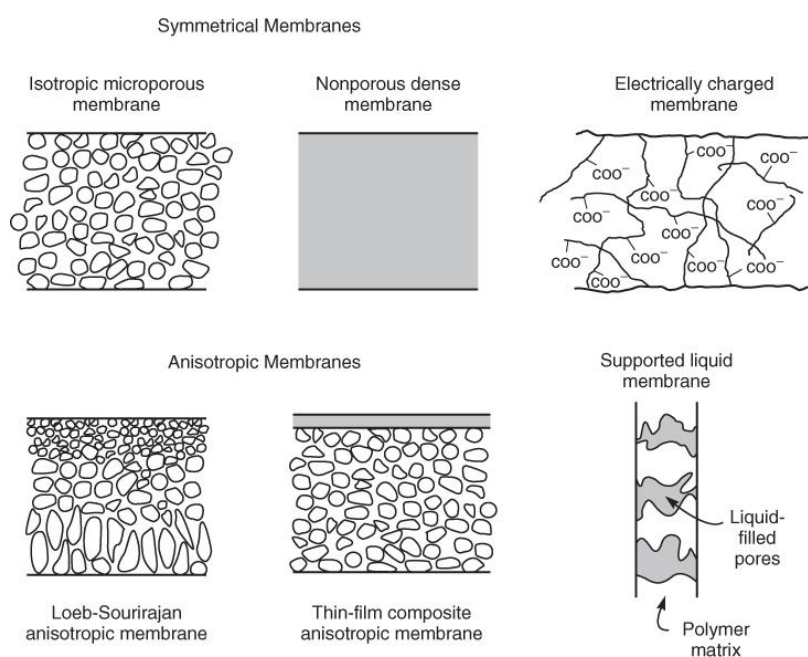 Symmetrical Membranes
Isotropic microporous
membrane
Nonporous dense
membrane
Electrically charged
membrane
COO⁻
COO⁻
COO⁻
COO⁻
COO⁻
COO⁻
COO⁻
COO⁻
COO⁻
COO⁻
Anisotropic Membranes
Supported liquid
membrane
Liquid-
filled
pores
Loeb-Sourirajan
anisotropic membrane
Thin-film composite
anisotropic membrane
Polymer
matrix